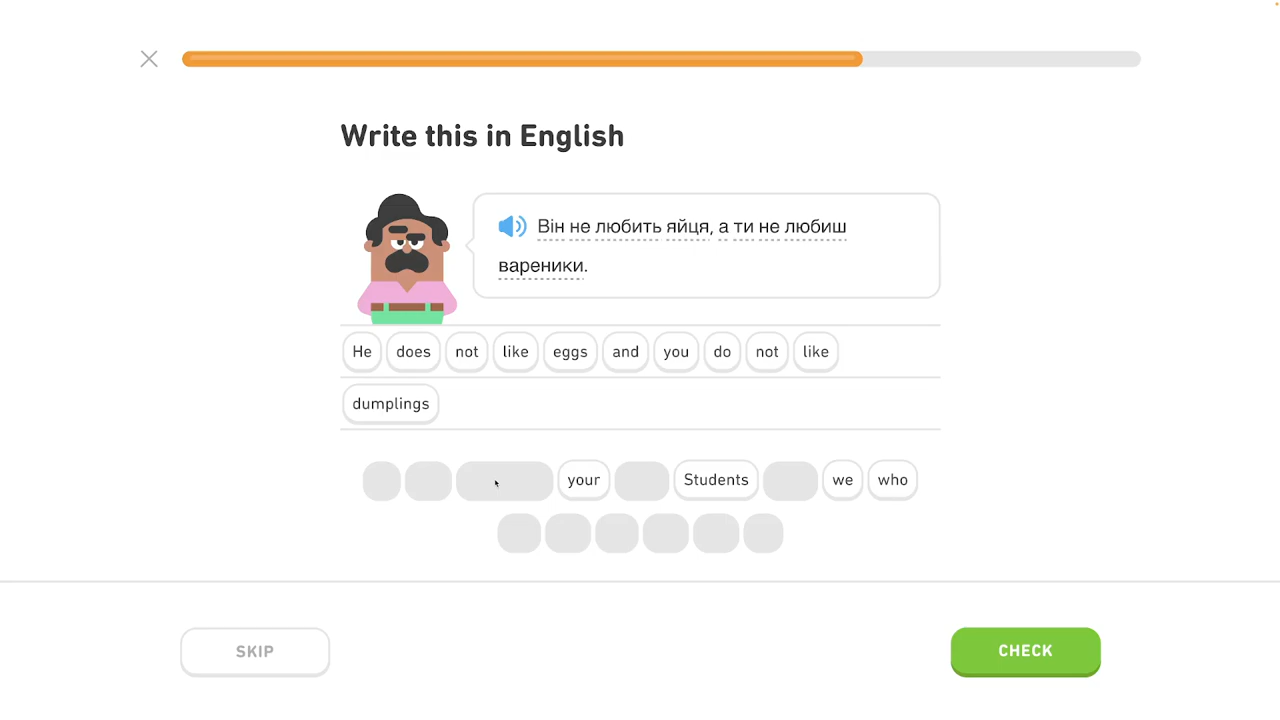 Write this in English
Він не любить яйця, а ти не любиш
вареники.
He does not like eggs and you do not like
dumplings
your Students we who
SKIP CHECK